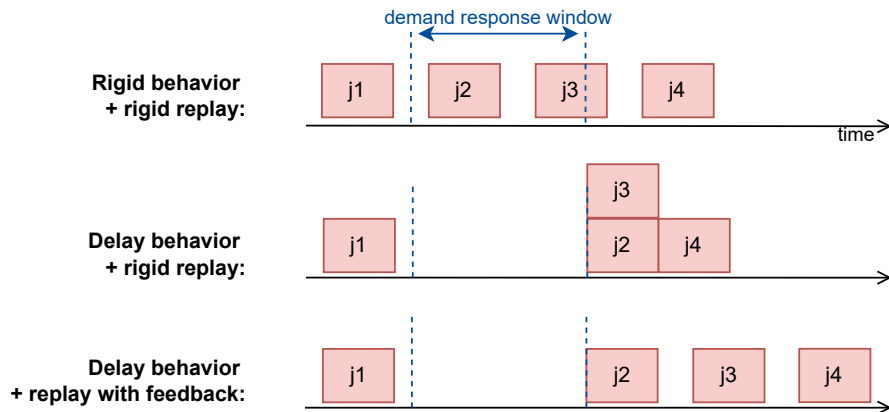 demand response window
Rigid behavior
+ rigid replay:
j1 j2 j3 j4
time
j3
Delay behavior
+ rigid replay:
j1 j2 j4
Delay behavior
+ replay with feedback:
j1 j2 j3 j4